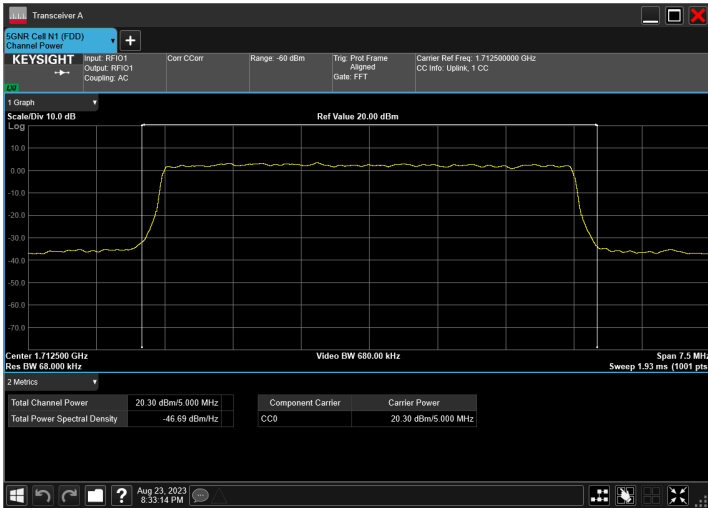 Transceiver A
5GNR Cell N1 (FDD)
Channel Power
KEYSIGHT
LXI
Input: RFIO1
Output: RFIO1
Coupling: AC
Corr CCorr
Range: -60 dBm
Trig: Prot Frame
Aligned
Gate: FFT
Carrier Ref Freq: 1.712500000 GHz
CC Info: Uplink, 1 CC
1 Graph
Scale/Div 10.0 dB
Ref Value 20.00 dBm
Log
10.0
0.00
-10.0
-20.0
-30.0
-40.0
-50.0
-60.0
-70.0
Center 1.712500 GHz
Video BW 680.00 kHz
Span 7.5 MHz
Res BW 68.000 kHz
Sweep 1.93 ms (1001 pts
2 Metrics
Total Channel Power 20.30 dBm/5.000 MHz
Total Power Spectral Density -46.69 dBm/Hz
Component Carrier Carrier Power
CC0 20.30 dBm/5.000 MHz
?
Aug 23, 2023
8:33:14 PM